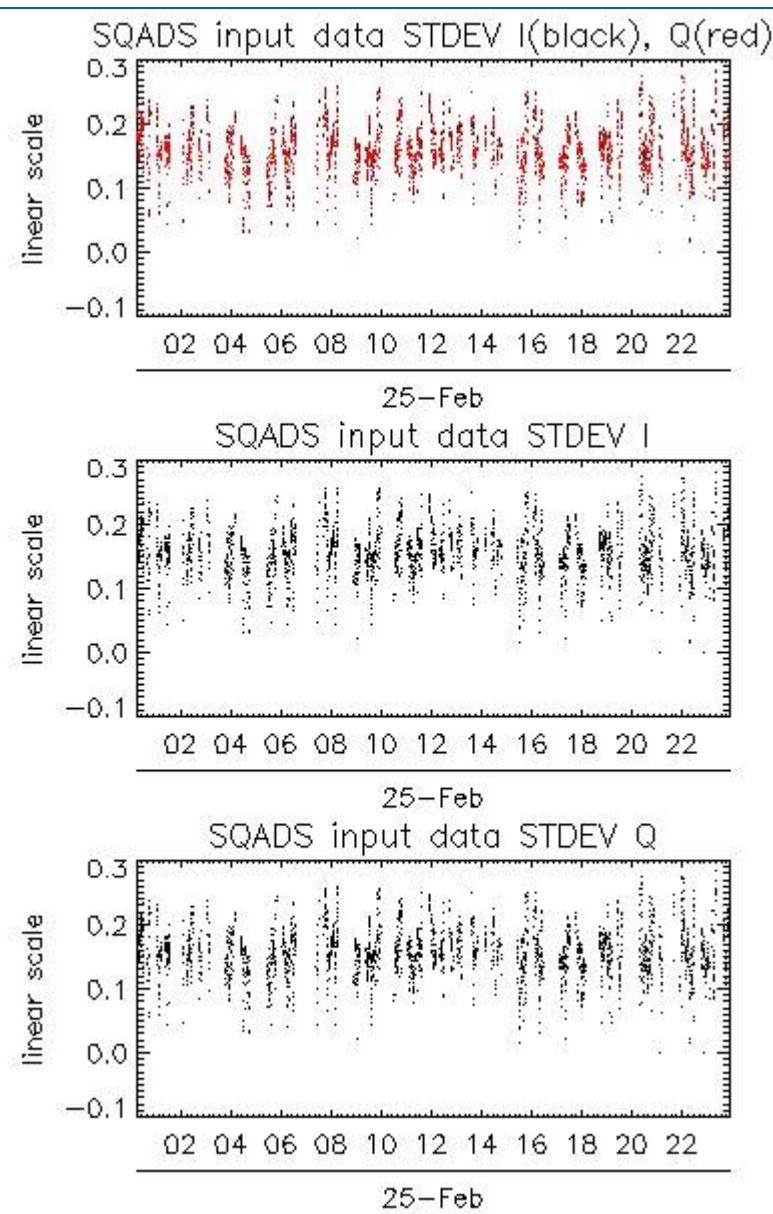 SQADS input data STDEV I(black), Q(red)
0.3
0.2
0.1
0.0
−0.1
linear scale
02 04 06 08 10 12 14 16 18 20 22
25−Feb
SQADS input data STDEV I
0.3
0.2
0.1
0.0
−0.1
linear scale
02 04 06 08 10 12 14 16 18 20 22
25−Feb
SQADS input data STDEV Q
0.3
0.2
0.1
0.0
−0.1
linear scale
02 04 06 08 10 12 14 16 18 20 22
25−Feb